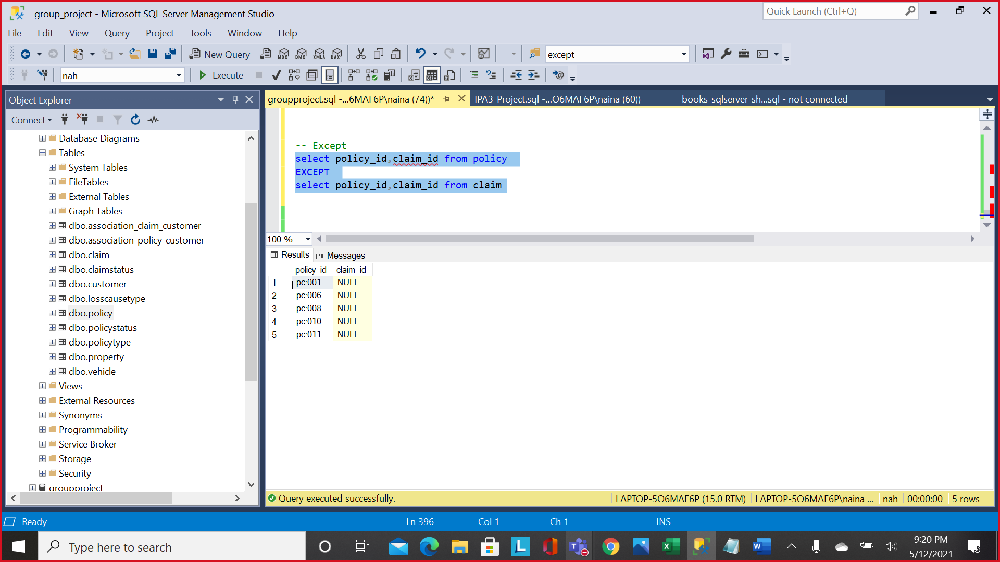 group_project - Microsoft SQL Server Management Studio
Quick Launch (Ctrl+Q)
File Edit View Query Project Tools Window Help
New Query MDX DMX XMLA DAX except
nah Execute
Object Explorer
Connect
Database Diagrams
Tables
System Tables
FileTables
External Tables
Graph Tables
dbo.association_claim_customer
dbo.association_policy_customer
dbo.claim
dbo.claimstatus
dbo.customer
dbo.losscausetype
dbo.policy
dbo.policystatus
dbo.policytype
dbo.property
dbo.vehicle
Views
External Resources
Synonyms
Programmability
Service Broker
Storage
Security
groupproject
groupproject.sql -...6MAF6P\naina (74))* IPA3_Project.sql -...O6MAF6P\naina (60)) books_sqlserver_sh...sql - not connected
-- Except
select policy_id,claim_id from policy
EXCEPT
select policy_id,claim_id from claim
100 %
Results Messages
policy_id claim_id
1 pc:001 NULL
2 pc:006 NULL
3 pc:008 NULL
4 pc:010 NULL
5 pc:011 NULL
Query executed successfully. LAPTOP-5O6MAF6P (15.0 RTM) LAPTOP-5O6MAF6P\naina ... nah 00:00:00 5 rows
Ready Ln 396 Col 1 Ch 1 INS
Type here to search
9:20 PM
5/12/2021